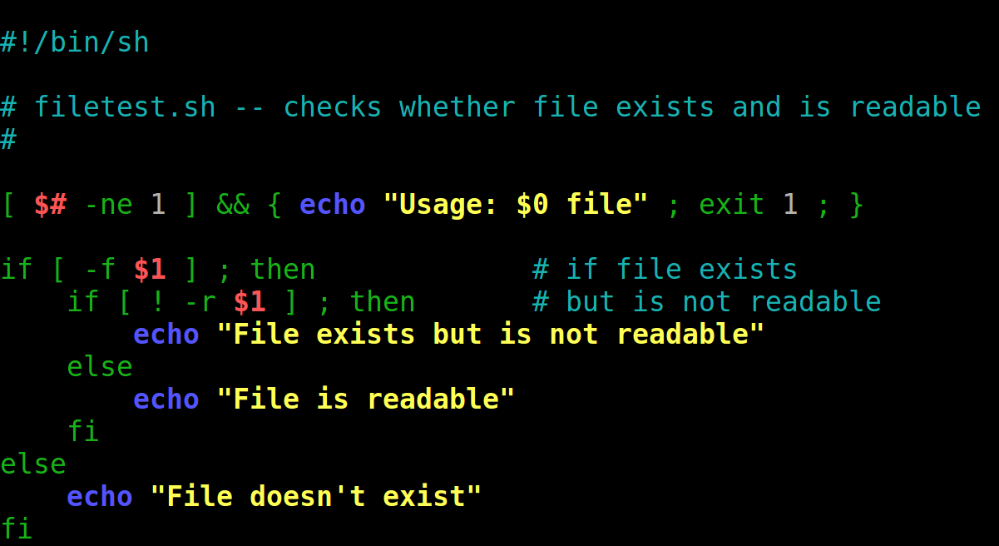 #!/bin/sh
# filetest.sh -- checks whether file exists and is readable
#
[ $# -ne 1 ] && { echo "Usage: $0 file" ; exit 1 ; }
if [ -f $1 ] ; then             # if file exists
    if [ ! -r $1 ] ; then       # but is not readable
        echo "File exists but is not readable"
    else
        echo "File is readable"
    fi
else
    echo "File doesn't exist"
fi